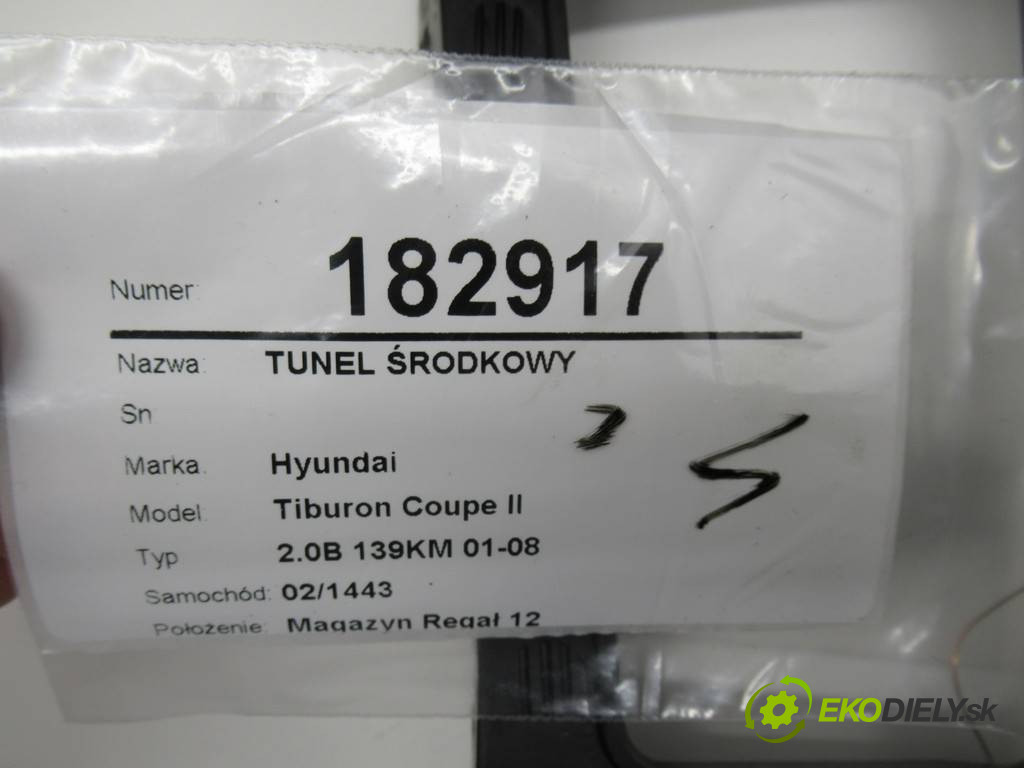 Numer: 182917
Nazwa: TUNEL ŚRODKOWY
Sn
Marka: Hyundai
Model: Tiburon Coupe II
Typ 2.0B 139KM 01-08
Samochód: 02/1443
Położenie: Magazyn Regał 12
EKODIELY.sk